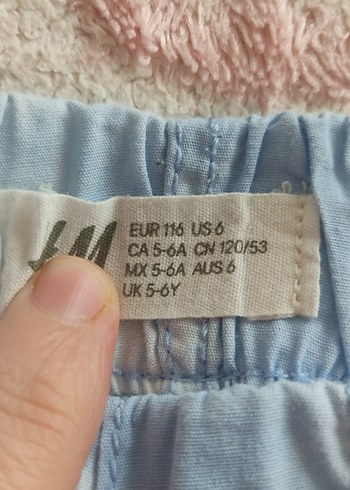 H&M
EUR 116 US 6
CA 5-6A CN 120/53
MX 5-6A AUS 6
UK 5-6Y